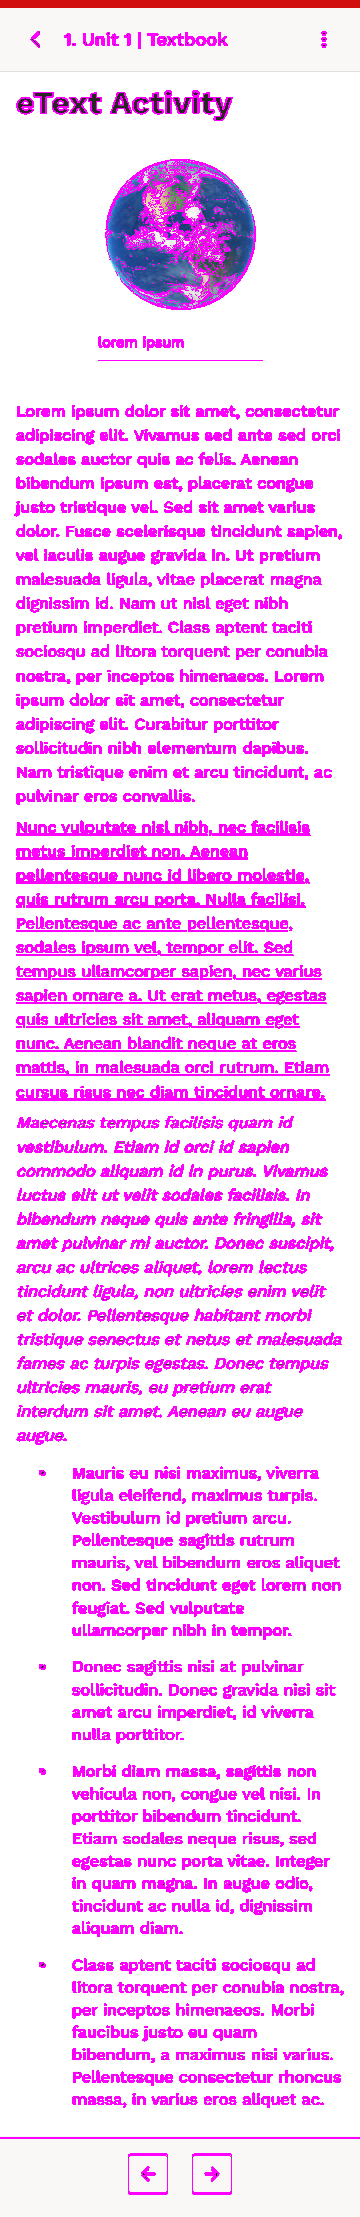 1. Unit 1 | Textbook
eText Activity
lorem ipsum
Lorem ipsum dolor sit amet, consectetur
adipiscing elit. Vivamus sed ante sed orci
sodales auctor quis ac felis. Aenean
bibendum ipsum est, placerat congue
justo tristique vel. Sed sit amet varius
dolor. Fusce scelerisque tincidunt sapien,
vel iaculis augue gravida in. Ut pretium
malesuada ligula, vitae placerat magna
dignissim id. Nam ut nisl eget nibh
pretium imperdiet. Class aptent taciti
sociosqu ad litora torquent per conubia
nostra, per inceptos himenaeos. Lorem
ipsum dolor sit amet, consectetur
adipiscing elit. Curabitur porttitor
sollicitudin nibh elementum dapibus.
Nam tristique enim et arcu tincidunt, ac
pulvinar eros convallis.
Nunc vulputate nisl nibh, nec facilisis
metus imperdiet non. Aenean
pellentesque nunc id libero molestie,
quis rutrum arcu porta. Nulla facilisi.
Pellentesque ac ante pellentesque,
sodales ipsum vel, tempor elit. Sed
tempus ullamcorper sapien, nec varius
sapien ornare a. Ut erat metus, egestas
quis ultricies sit amet, aliquam eget
nunc. Aenean blandit neque at eros
mattis, in malesuada orci rutrum. Etiam
cursus risus nec diam tincidunt ornare.
Maecenas tempus facilisis quam id
vestibulum. Etiam id orci id sapien
commodo aliquam id in purus. Vivamus
luctus elit ut velit sodales facilisis. In
bibendum neque quis ante fringilla, sit
amet pulvinar mi auctor. Donec suscipit,
arcu ac ultrices aliquet, lorem lectus
tincidunt ligula, non ultricies enim velit
et dolor. Pellentesque habitant morbi
tristique senectus et netus et malesuada
fames ac turpis egestas. Donec tempus
ultricies mauris, eu pretium erat
interdum sit amet. Aenean eu augue
augue.
• Mauris eu nisi maximus, viverra
ligula eleifend, maximus turpis.
Vestibulum id pretium arcu.
Pellentesque sagittis rutrum
mauris, vel bibendum eros aliquet
non. Sed tincidunt eget lorem non
feugiat. Sed vulputate
ullamcorper nibh in tempor.
• Donec sagittis nisi at pulvinar
sollicitudin. Donec gravida nisi sit
amet arcu imperdiet, id viverra
nulla porttitor.
• Morbi diam massa, sagittis non
vehicula non, congue vel nisi. In
porttitor bibendum tincidunt.
Etiam sodales neque risus, sed
egestas nunc porta vitae. Integer
in quam magna. In augue odio,
tincidunt ac nulla id, dignissim
aliquam diam.
• Class aptent taciti sociosqu ad
litora torquent per conubia nostra,
per inceptos himenaeos. Morbi
faucibus justo eu quam
bibendum, a maximus nisi varius.
Pellentesque consectetur rhoncus
massa, in varius eros aliquet ac.